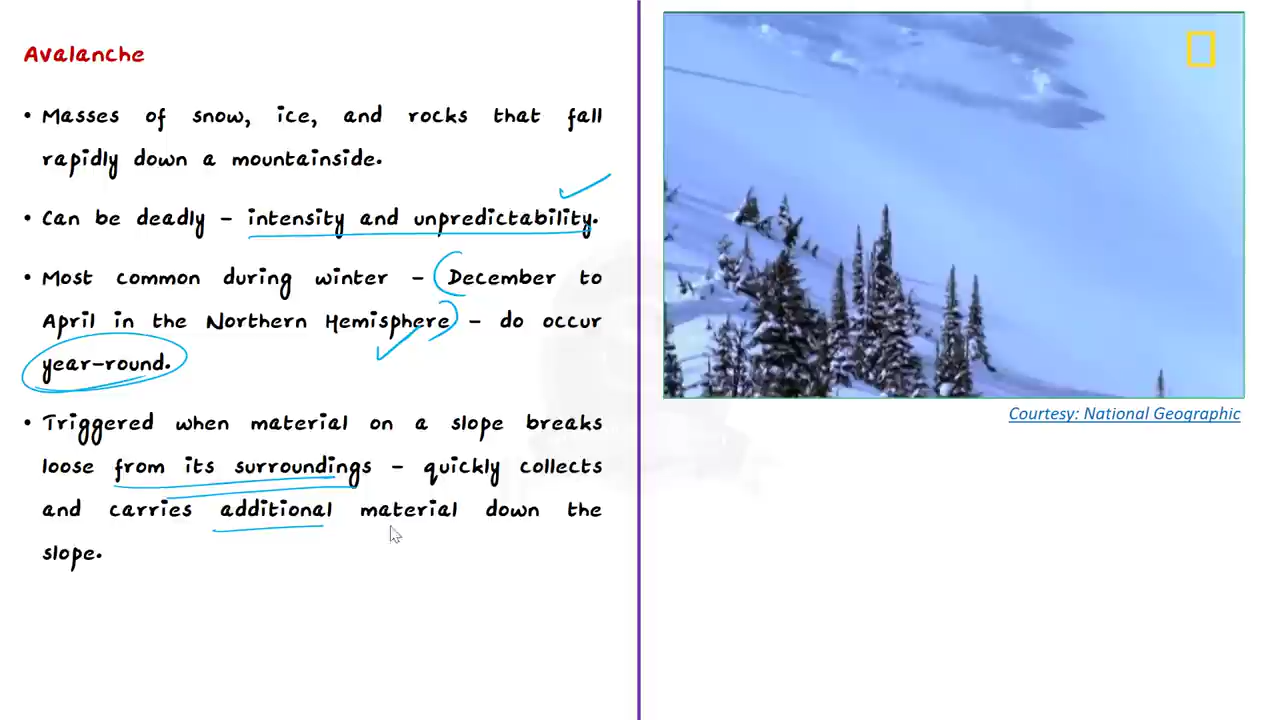 Avalanche
• Masses of snow, ice, and rocks that fall
rapidly down a mountainside.
• Can be deadly – intensity and unpredictability.
• Most common during winter – (December to
April in the Northern Hemisphere) – do occur
year-round.
• Triggered when material on a slope breaks
loose from its surroundings – quickly collects
and carries additional material down the
slope.
Courtesy: National Geographic